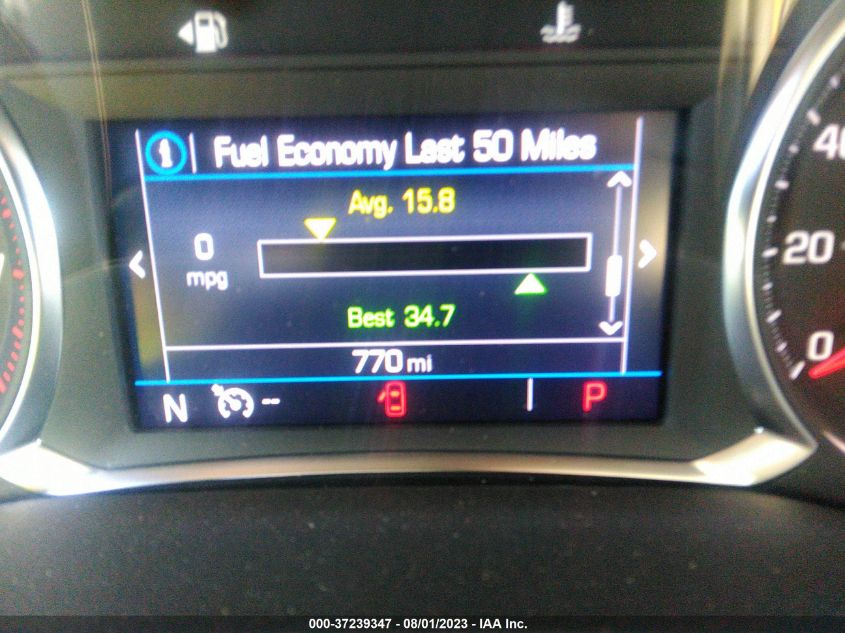 Fuel Economy Last 50 Miles
Avg. 15.8
0
mpg
Best 34.7
770 mi
N -- P
40
20
0
000-37239347 - 08/01/2023 - IAA Inc.